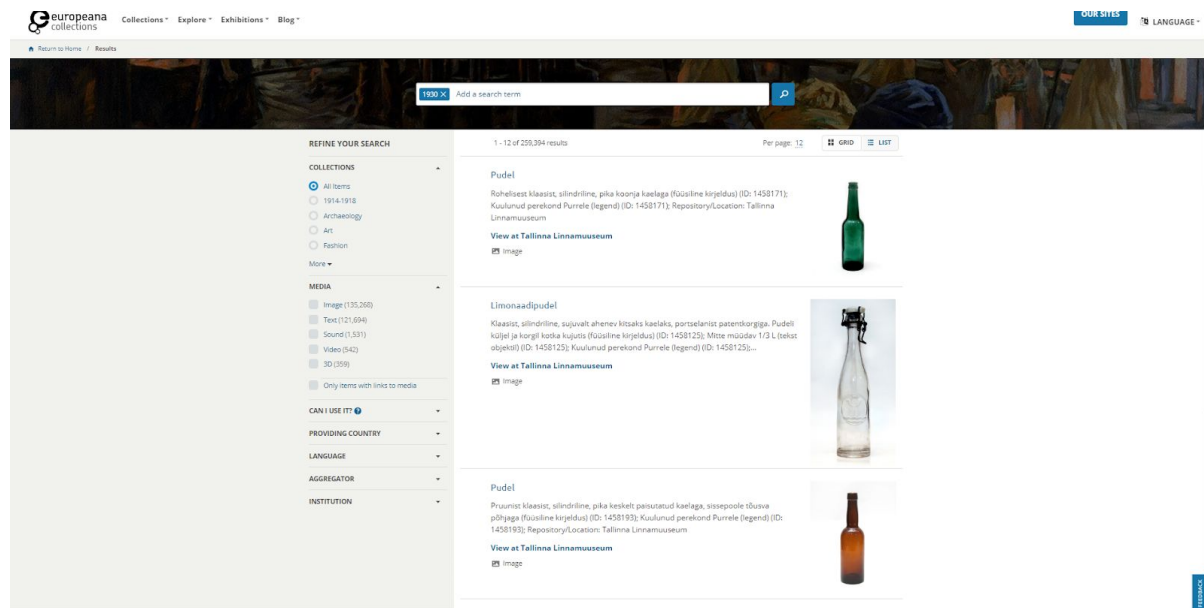 europeana
collections
Collections Explore Exhibitions Blog
OUR SITES
LANGUAGE
Return to Home / Results
1930 × Add a search term
REFINE YOUR SEARCH
COLLECTIONS
All Items
1914-1918
Archaeology
Art
Fashion
More
MEDIA
Image (135,268)
Text (121,694)
Sound (1,531)
Video (542)
3D (359)
Only items with links to media
CAN I USE IT? ?
PROVIDING COUNTRY
LANGUAGE
AGGREGATOR
INSTITUTION
1 - 12 of 259,394 results
Per page: 12 GRID LIST
Pudel
Rohelisest klaasist, silindriline, pika koonja kaelaga (füüsiline kirjeldus) (ID: 1458171);
Kuulunud perekond Purrele (legend) (ID: 1458171); Repository/Location: Tallinna
Linnamuuseum
View at Tallinna Linnamuuseum
Image
Limonaadipudel
Klaasist, silindriline, sujuvalt ahenev kitsaks kaelaks, portselanist patentkorgiga. Pudeli
küljel ja korgil kotka kujutis (füüsiline kirjeldus) (ID: 1458125); Mitte müüdav 1/3 L (tekst
objektil) (ID: 1458125); Kuulunud perekond Purrele (legend) (ID: 1458125);...
View at Tallinna Linnamuuseum
Image
Pudel
Pruunist klaasist, silindriline, pika keskelt paisutatud kaelaga, sissepoole tõusva
põhjaga (füüsiline kirjeldus) (ID: 1458193); Kuulunud perekond Purrele (legend) (ID:
1458193); Repository/Location: Tallinna Linnamuuseum
View at Tallinna Linnamuuseum
Image
FEEDBACK